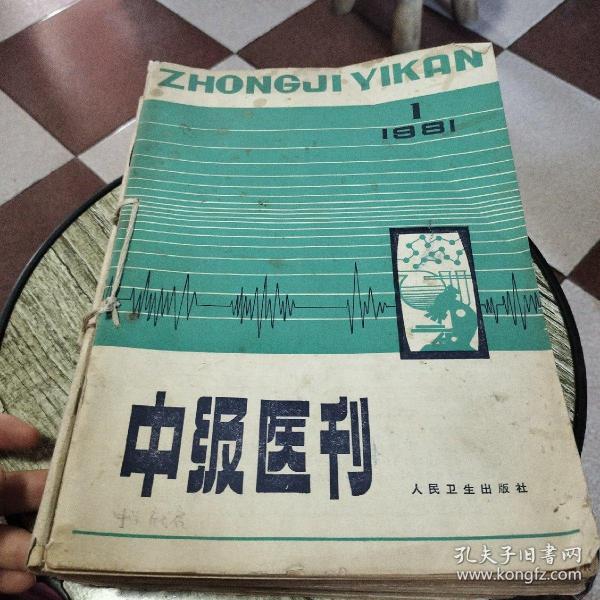 ZHONGJI YIKAN
1
1981
中级医刊
人民卫生出版社
孔夫子旧书网
www.kongfz.com